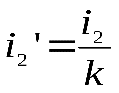 i₂' = i₂/k